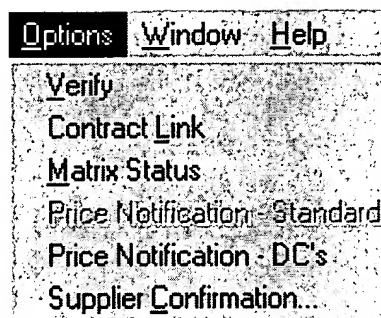 Options Window Help
Verify
Contract Link
Matrix Status
Price Notification - Standard
Price Notification - DC's
Supplier Confirmation...